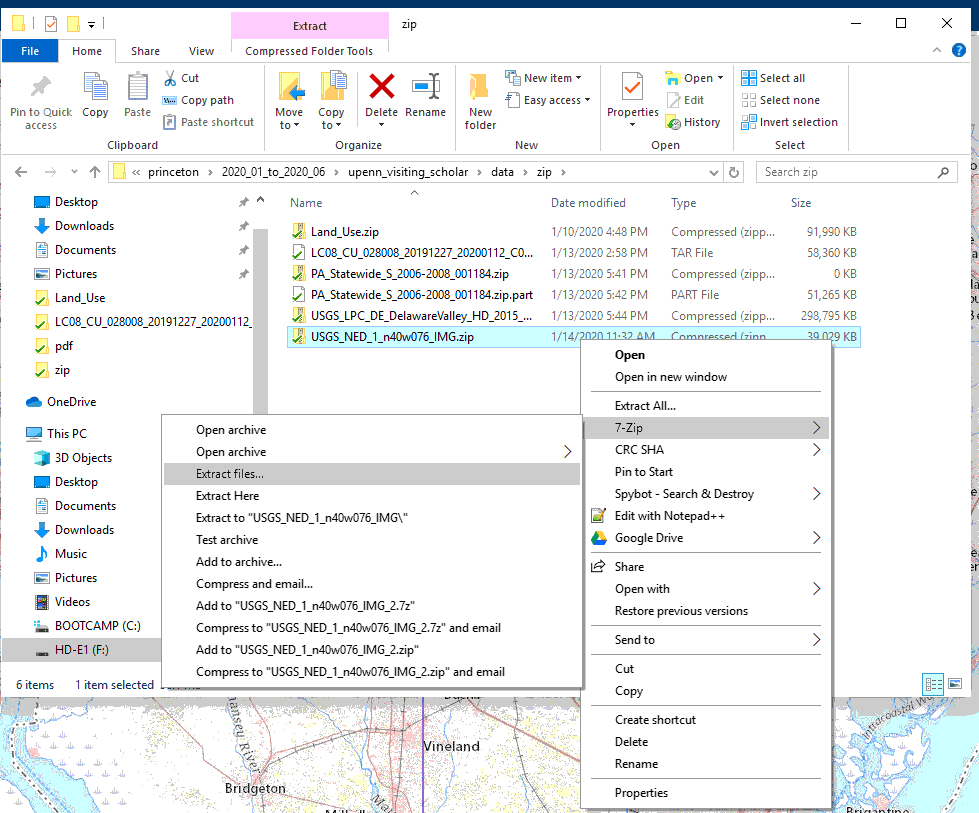 Extract
zip
File
Home
Share
View
Compressed Folder Tools
Pin to Quick access
Copy
Paste
Cut
Copy path
Paste shortcut
Clipboard
Move to
Copy to
Delete
Rename
Organize
New folder
New item
Easy access
New
Properties
Open
Edit
History
Open
Select all
Select none
Invert selection
Select
« princeton › 2020_01_to_2020_06 › upenn_visiting_scholar › data › zip ›
Search zip
Desktop
Downloads
Documents
Pictures
Land_Use
LC08_CU_028008_20191227_20200112_
pdf
zip
OneDrive
This PC
3D Objects
Desktop
Documents
Downloads
Music
Pictures
Videos
BOOTCAMP (C:)
HD-E1 (F:)
Name Date modified Type Size
Land_Use.zip 1/10/2020 4:48 PM Compressed (zipp... 91,990 KB
LC08_CU_028008_20191227_20200112_C0... 1/13/2020 2:58 PM TAR File 58,360 KB
PA_Statewide_S_2006-2008_001184.zip 1/13/2020 5:41 PM Compressed (zipp... 0 KB
PA_Statewide_S_2006-2008_001184.zip.part 1/13/2020 5:42 PM PART File 51,265 KB
USGS_LPC_DE_DelawareValley_HD_2015_... 1/13/2020 5:44 PM Compressed (zipp... 298,795 KB
USGS_NED_1_n40w076_IMG.zip 1/14/2020 11:32 AM Compressed (zipp... 39,029 KB
Open
Open in new window
Extract All...
7-Zip
CRC SHA
Pin to Start
Spybot - Search & Destroy
Edit with Notepad++
Google Drive
Share
Open with
Restore previous versions
Send to
Cut
Copy
Create shortcut
Delete
Rename
Properties
Open archive
Open archive
Extract files...
Extract Here
Extract to "USGS_NED_1_n40w076_IMG\"
Test archive
Add to archive...
Compress and email...
Add to "USGS_NED_1_n40w076_IMG_2.7z"
Compress to "USGS_NED_1_n40w076_IMG_2.7z" and email
Add to "USGS_NED_1_n40w076_IMG_2.zip"
Compress to "USGS_NED_1_n40w076_IMG_2.zip" and email
6 items 1 item selected
Vineland
Bridgeton
Intracoastal
Brigantine